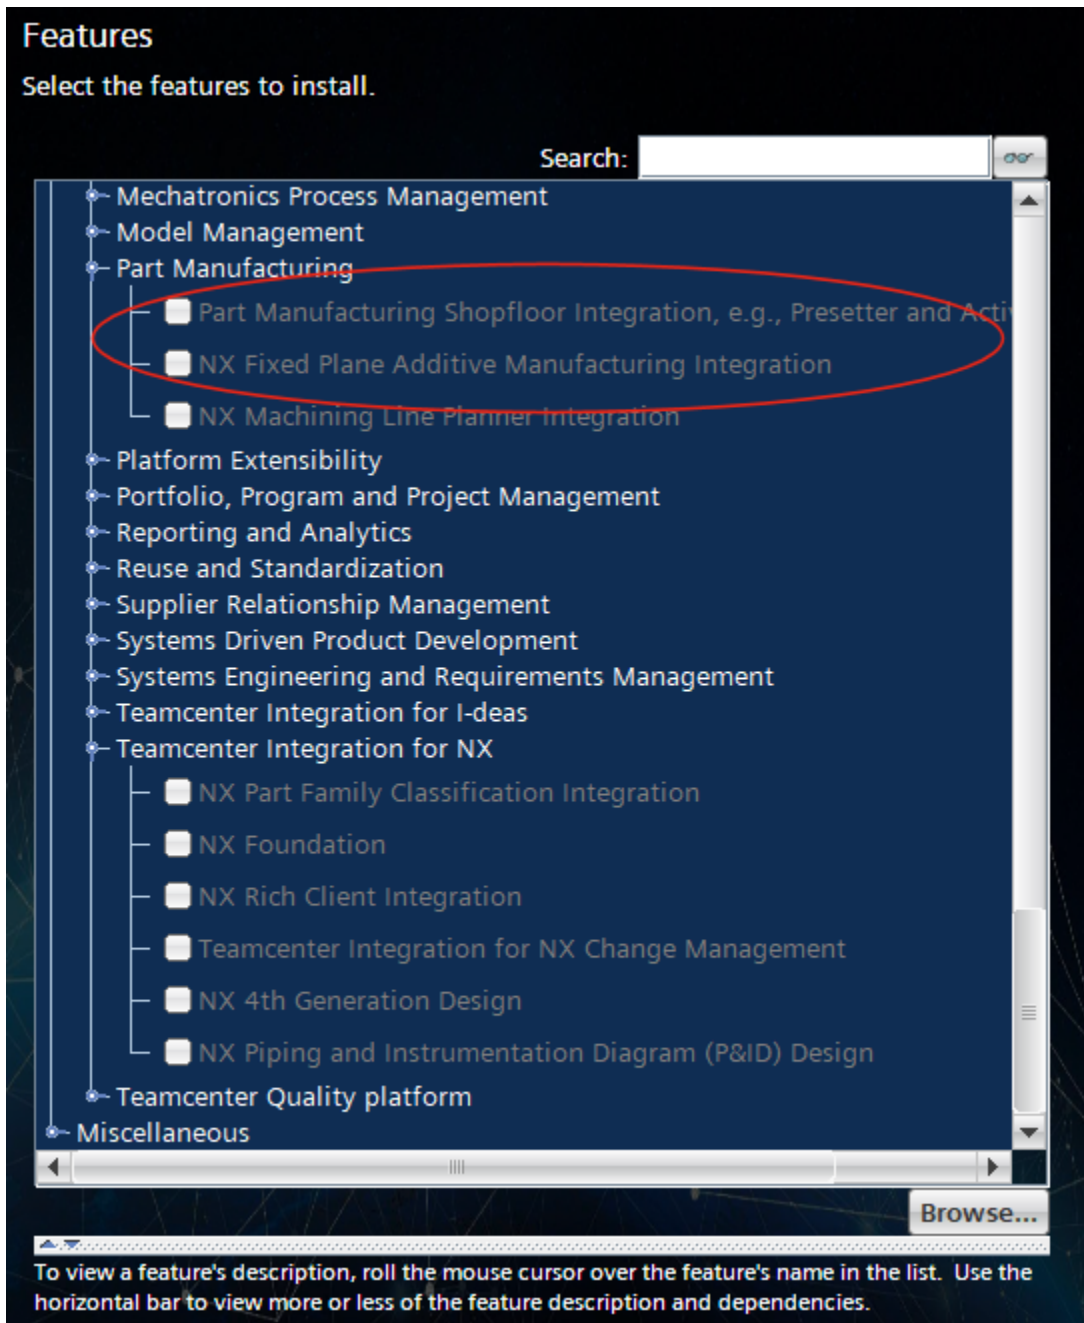 Features
Select the features to install.
Search:
Mechatronics Process Management
Model Management
Part Manufacturing
Part Manufacturing Shopfloor Integration, e.g., Presetter and Activ
NX Fixed Plane Additive Manufacturing Integration
NX Machining Line Planner Integration
Platform Extensibility
Portfolio, Program and Project Management
Reporting and Analytics
Reuse and Standardization
Supplier Relationship Management
Systems Driven Product Development
Systems Engineering and Requirements Management
Teamcenter Integration for I-deas
Teamcenter Integration for NX
NX Part Family Classification Integration
NX Foundation
NX Rich Client Integration
Teamcenter Integration for NX Change Management
NX 4th Generation Design
NX Piping and Instrumentation Diagram (P&ID) Design
Teamcenter Quality platform
Miscellaneous
Browse...
To view a feature's description, roll the mouse cursor over the feature's name in the list.  Use the
horizontal bar to view more or less of the feature description and dependencies.